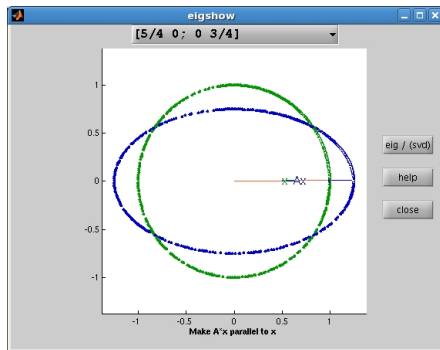 eigshow
[5/4 0; 0 3/4]
1
0.5
0
-0.5
-1
x A x
-1 -0.5 0 0.5 1
Make A*x parallel to x
eig / (svd)
help
close